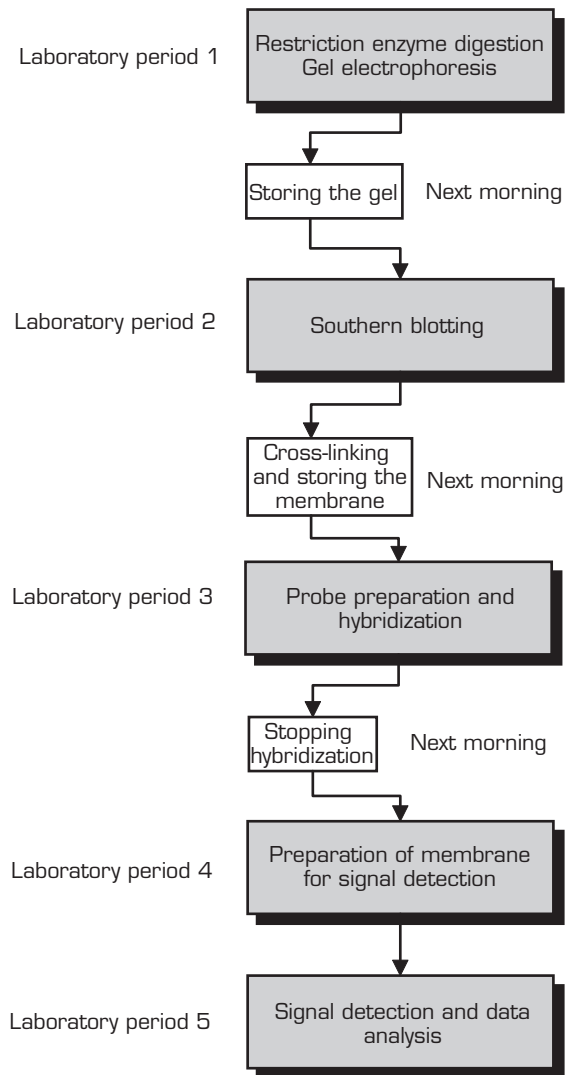 Laboratory period 1
Restriction enzyme digestion
Gel electrophoresis
Storing the gel
Next morning
Laboratory period 2
Southern blotting
Cross-linking
and storing the
membrane
Next morning
Laboratory period 3
Probe preparation and
hybridization
Stopping
hybridization
Next morning
Laboratory period 4
Preparation of membrane
for signal detection
Laboratory period 5
Signal detection and data
analysis